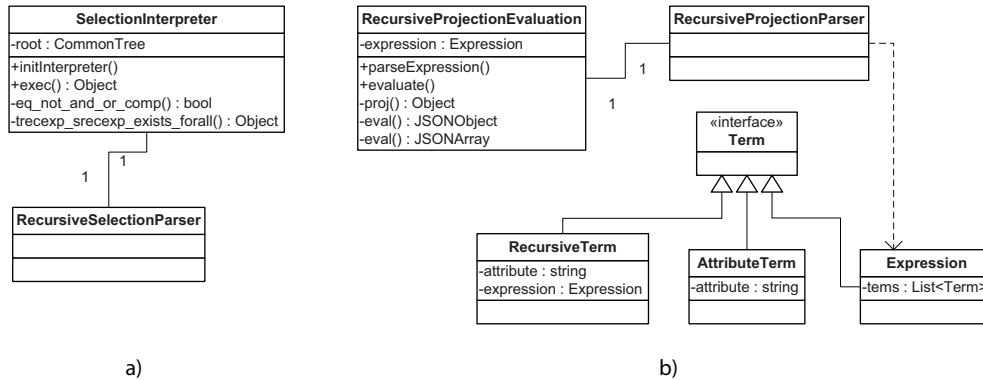 SelectionInterpreter
-root : CommonTree
+initInterpreter()
+exec() : Object
-eq_not_and_or_comp() : bool
-trecexp_srecexp_exists_forall() : Object
1
1
RecursiveSelectionParser
a)
RecursiveProjectionEvaluation
-expression : Expression
+parseExpression()
+evaluate()
-proj() : Object
-eval() : JSONObject
-eval() : JSONArray
1
1
RecursiveProjectionParser
«interface»
Term
RecursiveTerm
-attribute : string
-expression : Expression
AttributeTerm
-attribute : string
Expression
-tems : List<Term>
b)